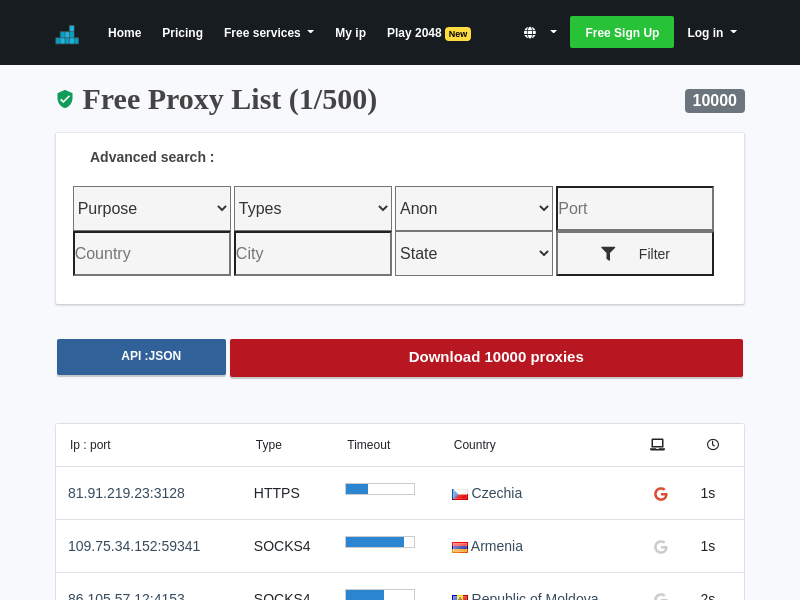 Home Pricing Free services My ip Play 2048 New Free Sign Up Log in
Free Proxy List (1/500) 10000
Advanced search :
Purpose Types Anon Port
Country City State Filter
API :JSON Download 10000 proxies
Ip : port Type Timeout Country
81.91.219.23:3128 HTTPS Czechia 1s
109.75.34.152:59341 SOCKS4 Armenia 1s
86.105.57.12:4153 SOCKS4 Republic of Moldova 2s